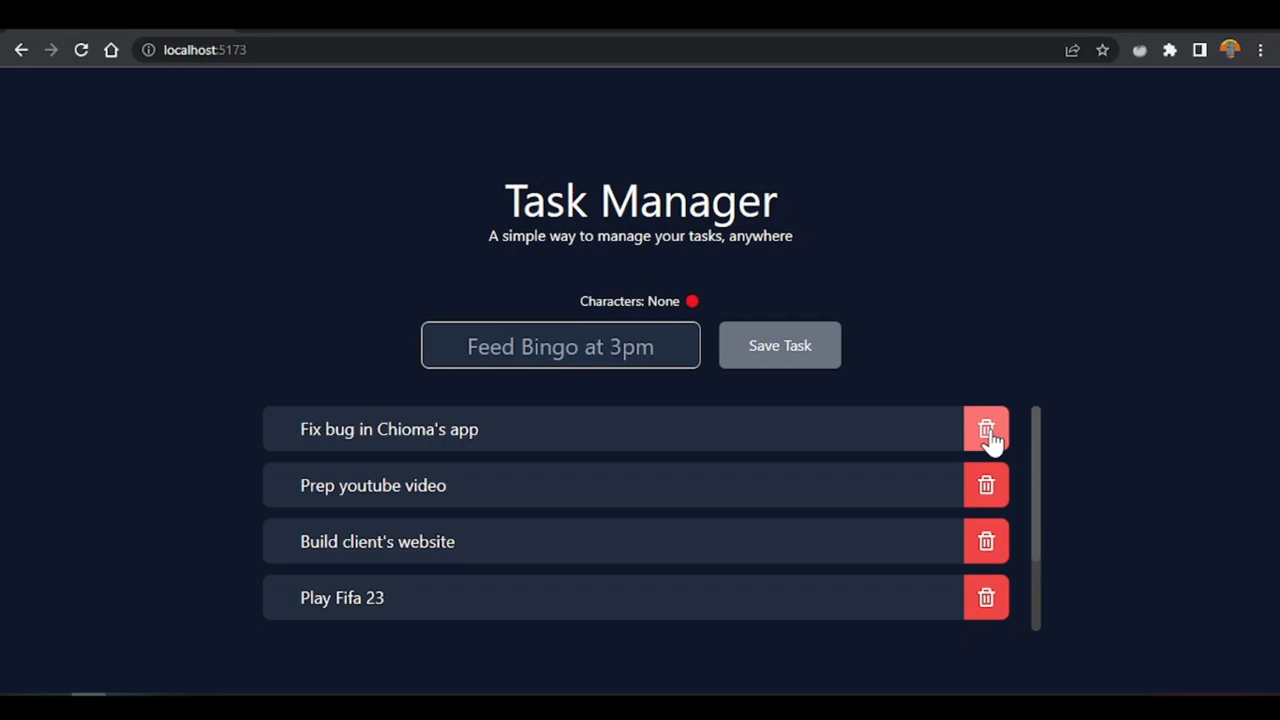 localhost:5173
Task Manager
A simple way to manage your tasks, anywhere
Characters: None
Feed Bingo at 3pm
Save Task
Fix bug in Chioma's app
Prep youtube video
Build client's website
Play Fifa 23